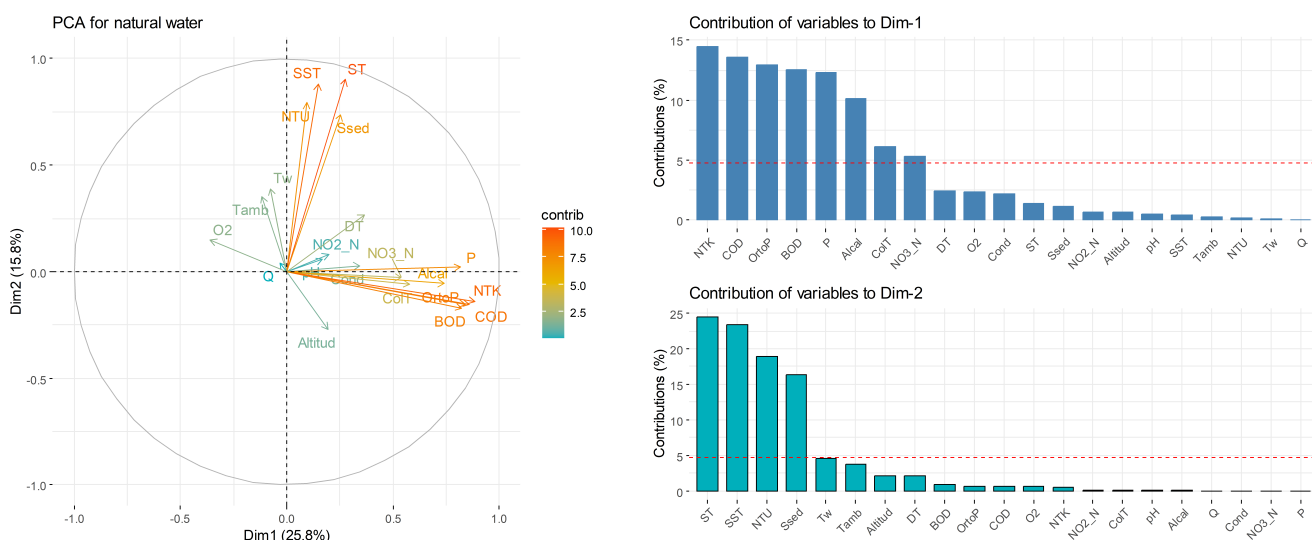 PCA for natural water
Dim2 (15.8%)
1.0
0.5
0.0
-0.5
-1.0
SST
ST
NTU
Ssed
Tw
Tamb
O2
DT
NO2_N
NO3_N
P
Q
pH
Cond
Alcal
ColT
OrtoP
NTK
BOD
COD
Altitud
-1.0 -0.5 0.0 0.5 1.0
Dim1 (25.8%)
contrib
10.0
7.5
5.0
2.5
Contribution of variables to Dim-1
Contributions (%)
15
10
5
0
NTK COD OrtoP BOD P Alcal ColT NO3_N DT O2 Cond ST Ssed NO2_N Altitud pH SST Tamb NTU Tw Q
Contribution of variables to Dim-2
Contributions (%)
25
20
15
10
5
0
ST SST NTU Ssed Tw Tamb Altitud DT BOD OrtoP COD O2 NTK NO2_N ColT pH Alcal Q Cond NO3_N P